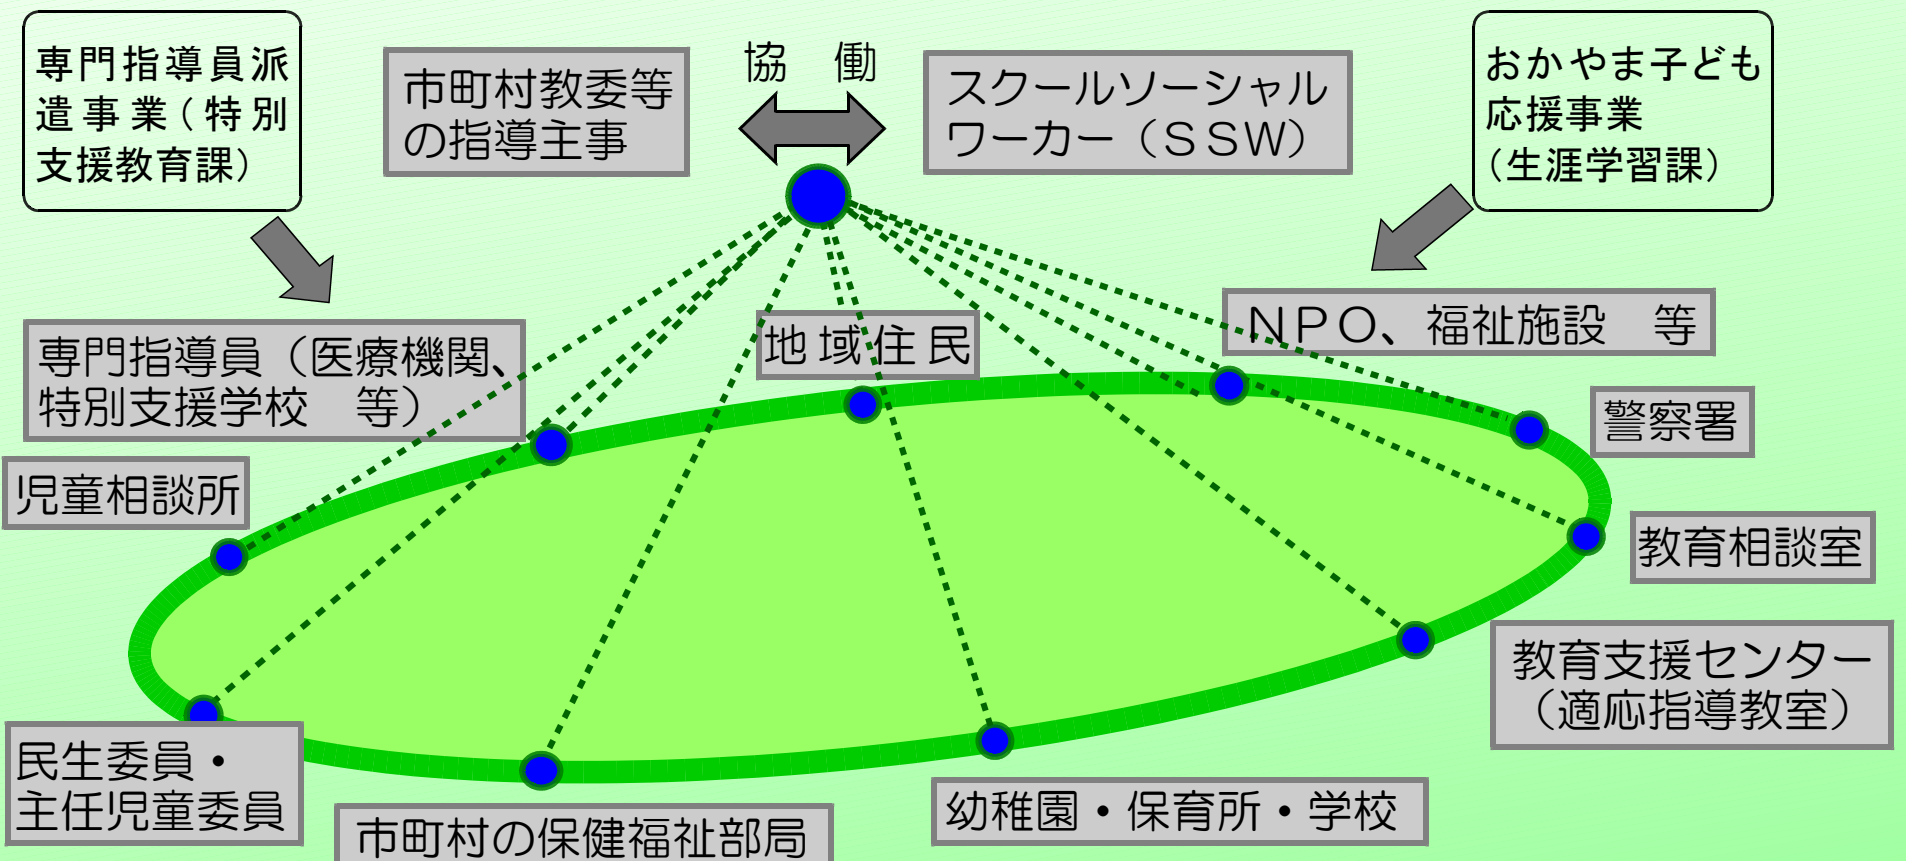 専門指導員派
遣事業(特別
支援教育課)
市町村教委等
の指導主事
協　働
スクールソーシャル
ワーカー（ＳＳＷ）
おかやま子ども
応援事業
(生涯学習課)
専門指導員（医療機関、
特別支援学校　等）
地域住民
ＮＰＯ、福祉施設　等
警察署
児童相談所
教育相談室
教育支援センター
（適応指導教室）
民生委員・
主任児童委員
市町村の保健福祉部局
幼稚園・保育所・学校